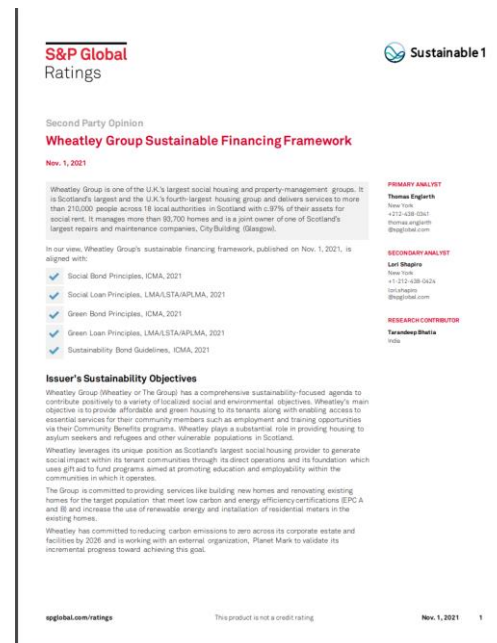 S&P Global
Ratings
Sustainable 1
Second Party Opinion
Wheatley Group Sustainable Financing Framework
Nov. 1, 2021
Wheatley Group is one of the U.K.'s largest social housing and property-management groups. It
is Scotland's largest and the U.K.'s fourth-largest housing group and delivers services to more
than 210,000 people across 18 local authorities in Scotland with c.97% of their assets for
social rent. It manages more than 93,700 homes and is a joint owner of one of Scotland's
largest repairs and maintenance companies, City Building (Glasgow).
In our view, Wheatley Group's sustainable financing framework, published on Nov. 1, 2021, is
aligned with:
Social Bond Principles, ICMA, 2021
Social Loan Principles, LMA/LSTA/APLMA, 2021
Green Bond Principles, ICMA, 2021
Green Loan Principles, LMA/LSTA/APLMA, 2021
Sustainability Bond Guidelines, ICMA, 2021
PRIMARY ANALYST
Thomas Englerth
New York
+212-438-0341
thomas.englerth
@spglobal.com
SECONDARY ANALYST
Lori Shapiro
New York
+1-212-438-0424
lori.shapiro
@spglobal.com
RESEARCH CONTRIBUTOR
Tarandeep Bhatia
India
Issuer's Sustainability Objectives
Wheatley Group (Wheatley or The Group) has a comprehensive sustainability-focused agenda to
contribute positively to a variety of localized social and environmental objectives. Wheatley's main
objective is to provide affordable and green housing to its tenants along with enabling access to
essential services for their community members such as employment and training opportunities
via their Community Benefits programs. Wheatley plays a substantial role in providing housing to
asylum seekers and refugees and other vulnerable populations in Scotland.
Wheatley leverages its unique position as Scotland's largest social housing provider to generate
social impact within its tenant communities through its direct operations and its foundation which
uses gift aid to fund programs aimed at promoting education and employability within the
communities in which it operates.
The Group is committed to providing services like building new homes and renovating existing
homes for the target population that meet low carbon and energy efficiency certifications (EPC A
and B) and increase the use of renewable energy and installation of residential meters in the
existing homes.
Wheatley has committed to reducing carbon emissions to zero across its corporate estate and
facilities by 2026 and is working with an external organization, Planet Mark to validate its
incremental progress toward achieving this goal.
spglobal.com/ratings
This product is not a credit rating
Nov. 1, 2021 1